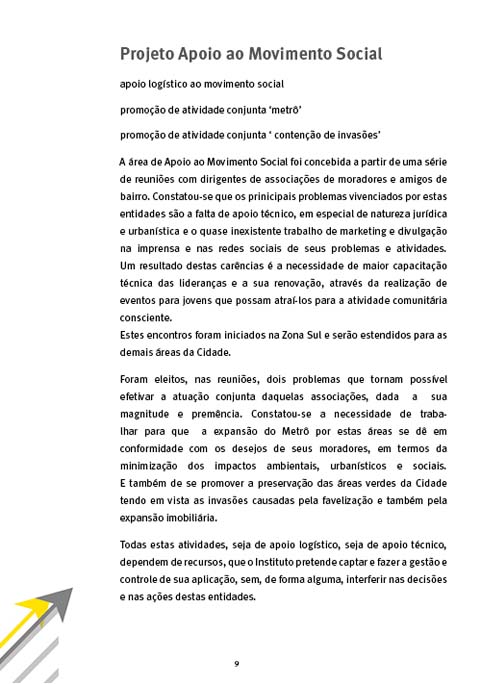 Projeto Apoio ao Movimento Social
apoio logístico ao movimento social
promoção de atividade conjunta ‘metrô’
promoção de atividade conjunta ‘ contenção de invasões’
A área de Apoio ao Movimento Social foi concebida a partir de uma série
de reuniões com dirigentes de associações de moradores e amigos de
bairro. Constatou-se que os prinicipais problemas vivenciados por estas
entidades são a falta de apoio técnico, em especial de natureza jurídica
e urbanística e o quase inexistente trabalho de marketing e divulgação
na imprensa e nas redes sociais de seus problemas e atividades.
Um resultado destas carências é a necessidade de maior capacitação
técnica das lideranças e a sua renovação, através da realização de
eventos para jovens que possam atraí-los para a atividade comunitária
consciente.
Estes encontros foram iniciados na Zona Sul e serão estendidos para as
demais áreas da Cidade.
Foram eleitos, nas reuniões, dois problemas que tornam possível
efetivar a atuação conjunta daquelas associações, dada a sua
magnitude e premência. Constatou-se a necessidade de traba-
lhar para que a expansão do Metrô por estas áreas se dê em
conformidade com os desejos de seus moradores, em termos da
minimização dos impactos ambientais, urbanísticos e sociais.
E também de se promover a preservação das áreas verdes da Cidade
tendo em vista as invasões causadas pela favelização e também pela
expansão imobiliária.
Todas estas atividades, seja de apoio logístico, seja de apoio técnico,
dependem de recursos, que o Instituto pretende captar e fazer a gestão e
controle de sua aplicação, sem, de forma alguma, interferir nas decisões
e nas ações destas entidades.
9